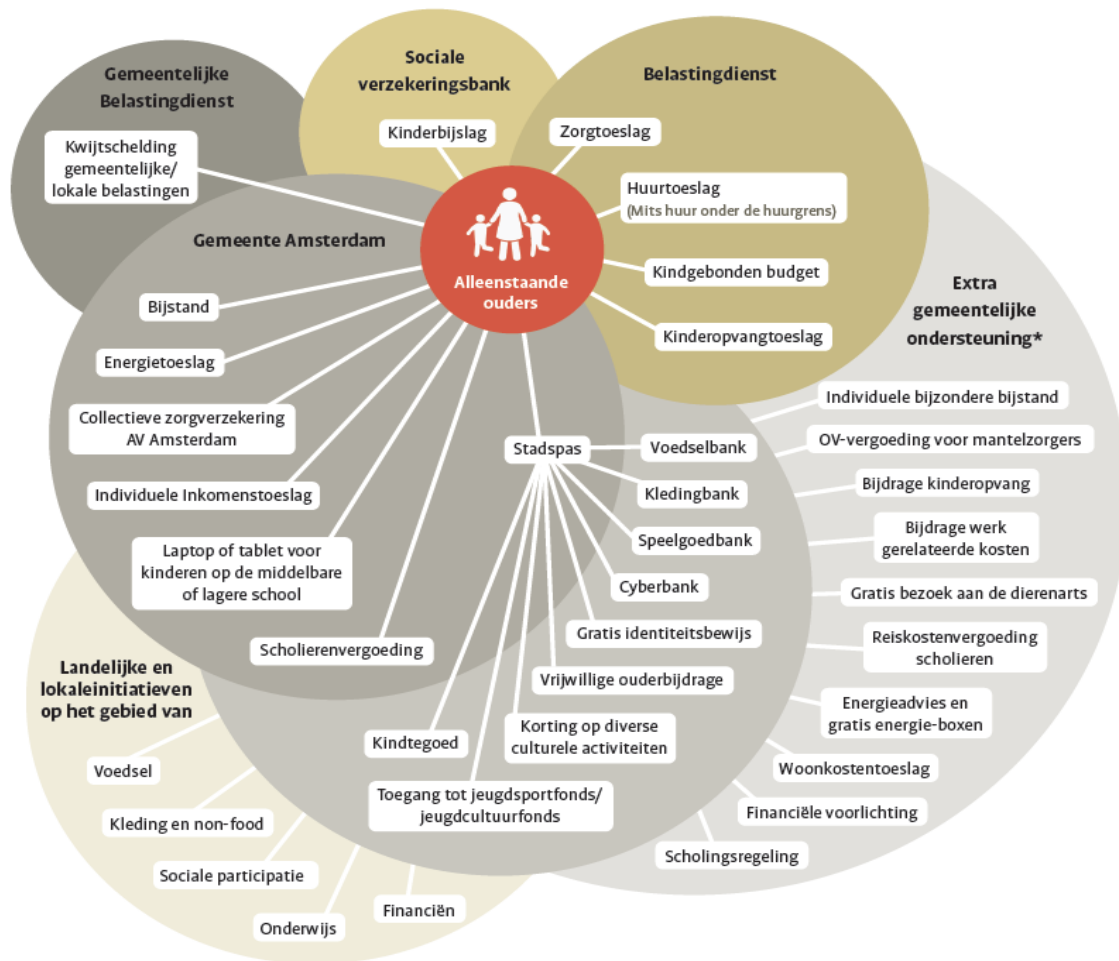 Gemeentelijke
Belastingdienst
Kwijtschelding
gemeentelijke/
lokale belastingen
Sociale
verzekeringsbank
Kinderbijslag
Belastingdienst
Zorgtoeslag
Huurtoeslag
(Mits huur onder de huurgrens)
Kindgebonden budget
Kinderopvangtoeslag
Alleenstaande
ouders
Gemeente Amsterdam
Bijstand
Energietoeslag
Collectieve zorgverzekering
AV Amsterdam
Individuele Inkomenstoeslag
Laptop of tablet voor
kinderen op de middelbare
of lagere school
Scholierenvergoeding
Stadspas
Voedselbank
Kledingbank
Speelgoedbank
Cyberbank
Gratis identiteitsbewijs
Vrijwillige ouderbijdrage
Korting op diverse
culturele activiteiten
Kindtegoed
Toegang tot jeugdsportfonds/
jeugdcultuurfonds
Extra
gemeentelijke
ondersteuning*
Individuele bijzondere bijstand
OV-vergoeding voor mantelzorgers
Bijdrage kinderopvang
Bijdrage werk
gerelateerde kosten
Gratis bezoek aan de dierenarts
Reiskostenvergoeding
scholieren
Energieadvies en
gratis energie-boxen
Woonkostentoeslag
Financiële voorlichting
Scholingsregeling
Landelijke en
lokaleinitiatieven
op het gebied van
Voedsel
Kleding en non-food
Sociale participatie
Onderwijs
Financiën